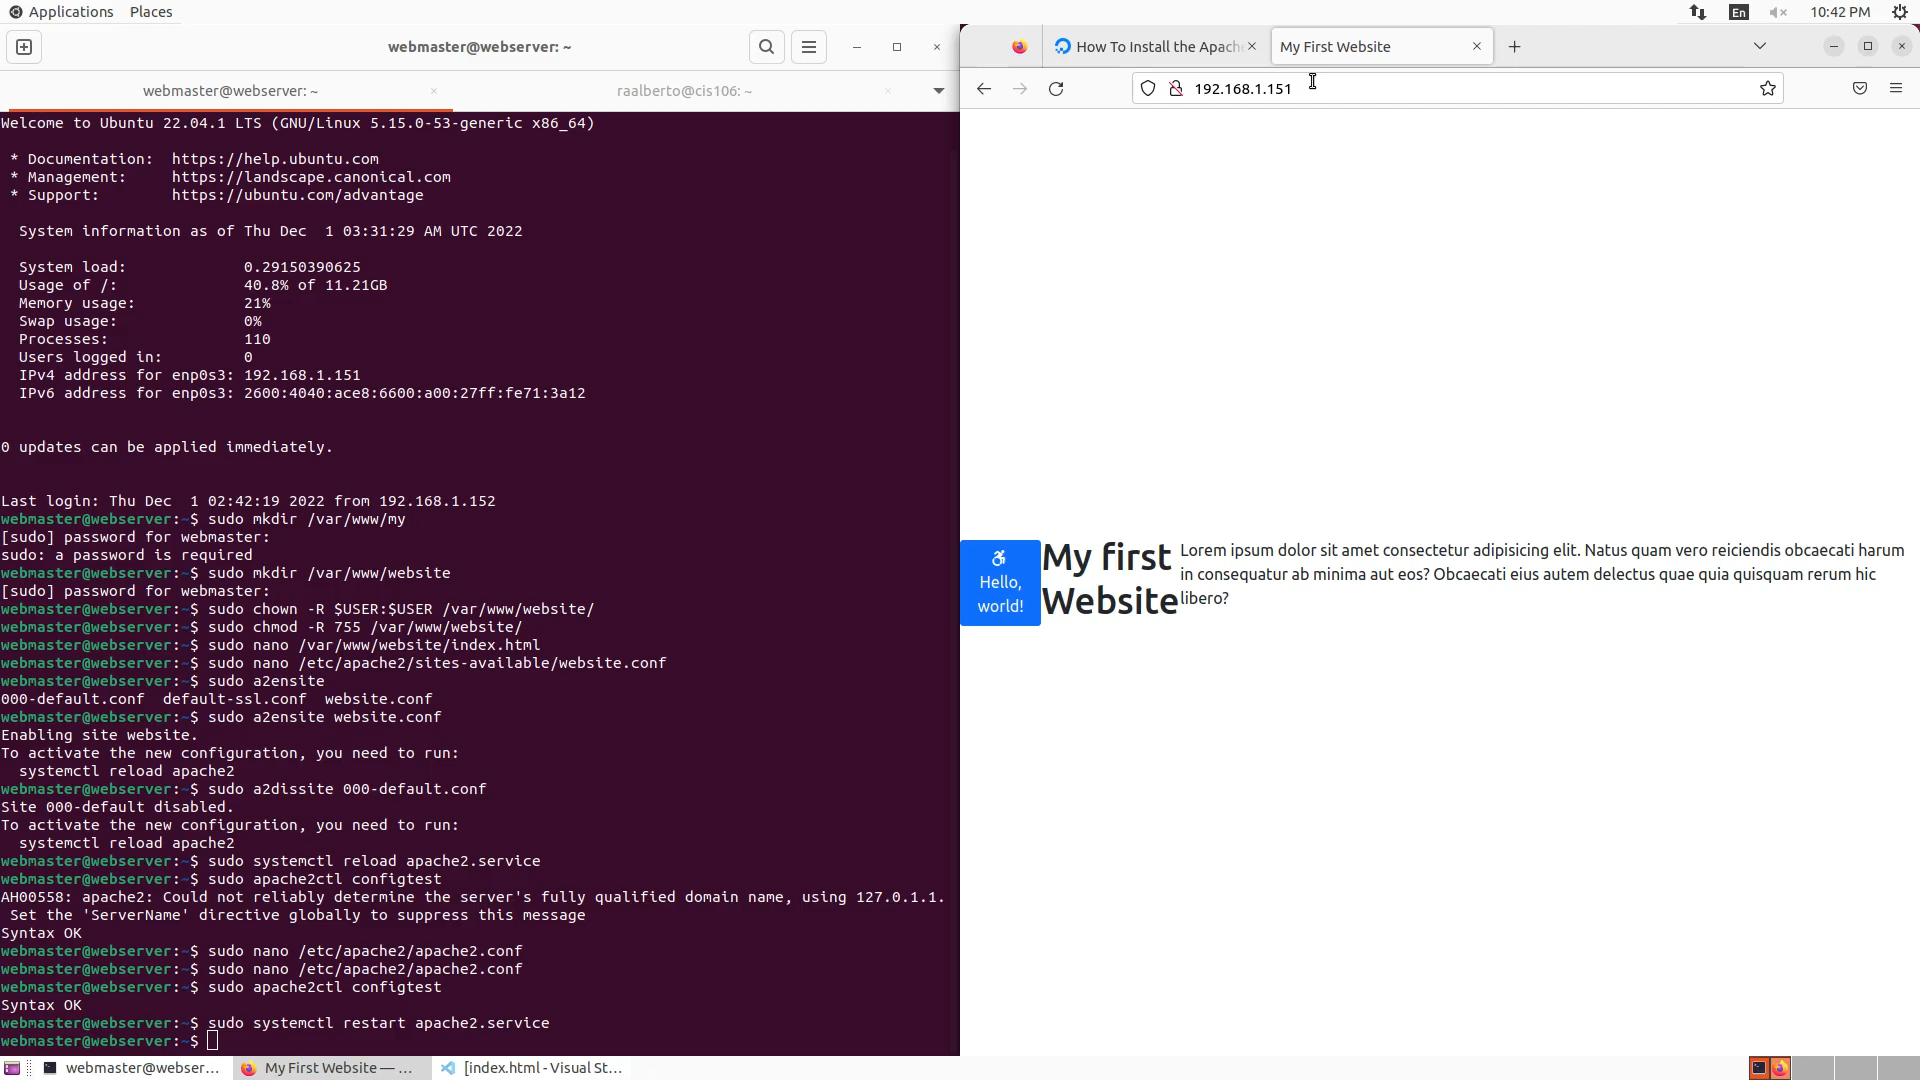 Applications Places
En
10:42 PM
webmaster@webserver: ~
webmaster@webserver: ~
raalberto@cis106: ~
Welcome to Ubuntu 22.04.1 LTS (GNU/Linux 5.15.0-53-generic x86_64)
* Documentation: https://help.ubuntu.com
* Management: https://landscape.canonical.com
* Support: https://ubuntu.com/advantage
System information as of Thu Dec 1 03:31:29 AM UTC 2022
System load: 0.29150390625
Usage of /: 40.8% of 11.21GB
Memory usage: 21%
Swap usage: 0%
Processes: 110
Users logged in: 0
IPv4 address for enp0s3: 192.168.1.151
IPv6 address for enp0s3: 2600:4040:ace8:6600:a00:27ff:fe71:3a12
0 updates can be applied immediately.
Last login: Thu Dec 1 02:42:19 2022 from 192.168.1.152
webmaster@webserver:~$ sudo mkdir /var/www/my
[sudo] password for webmaster:
sudo: a password is required
webmaster@webserver:~$ sudo mkdir /var/www/website
[sudo] password for webmaster:
webmaster@webserver:~$ sudo chown -R $USER:$USER /var/www/website/
webmaster@webserver:~$ sudo chmod -R 755 /var/www/website/
webmaster@webserver:~$ sudo nano /var/www/website/index.html
webmaster@webserver:~$ sudo nano /etc/apache2/sites-available/website.conf
webmaster@webserver:~$ sudo a2ensite
000-default.conf default-ssl.conf website.conf
webmaster@webserver:~$ sudo a2ensite website.conf
Enabling site website.
To activate the new configuration, you need to run:
systemctl reload apache2
webmaster@webserver:~$ sudo a2dissite 000-default.conf
Site 000-default disabled.
To activate the new configuration, you need to run:
systemctl reload apache2
webmaster@webserver:~$ sudo systemctl reload apache2.service
webmaster@webserver:~$ sudo apache2ctl configtest
AH00558: apache2: Could not reliably determine the server's fully qualified domain name, using 127.0.1.1.
Set the 'ServerName' directive globally to suppress this message
Syntax OK
webmaster@webserver:~$ sudo nano /etc/apache2/apache2.conf
webmaster@webserver:~$ sudo nano /etc/apache2/apache2.conf
webmaster@webserver:~$ sudo apache2ctl configtest
Syntax OK
webmaster@webserver:~$ sudo systemctl restart apache2.service
webmaster@webserver:~$
How To Install the Apach
My First Website
192.168.1.151
Hello,
world!
My first
Website
Lorem ipsum dolor sit amet consectetur adipisicing elit. Natus quam vero reiciendis obcaecati harum
in consequatur ab minima aut eos? Obcaecati eius autem delectus quae quia quisquam rerum hic
libero?
webmaster@webser...
My First Website — ...
[index.html - Visual St...